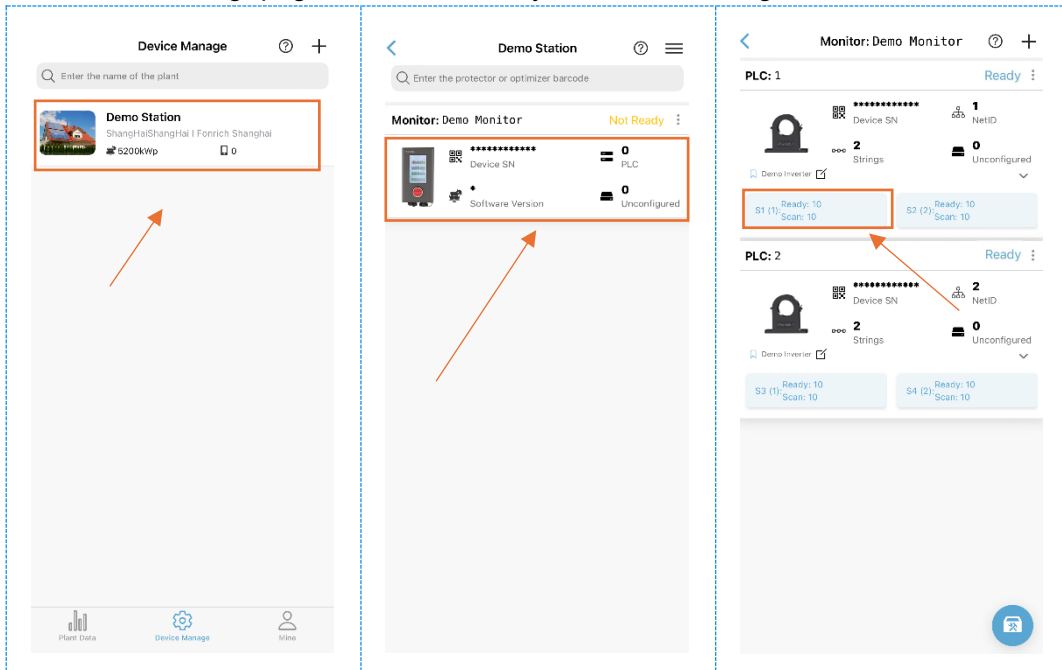 Device Manage
Enter the name of the plant
Demo Station
ShangHaiShangHai I Fonrich Shanghai
5200kWp 0
Plant Data Device Manage Mine
Demo Station
Enter the protector or optimizer barcode
Monitor: Demo Monitor Not Ready
************ 0
Device SN PLC
* 0
Software Version Unconfigured
Monitor: Demo Monitor
PLC: 1 Ready
************ 1
Device SN NetID
2 0
Strings Unconfigured
Demo Inverter
S1 (1): Ready: 10 S2 (2): Ready: 10
Scan: 10 Scan: 10
PLC: 2 Ready
************ 2
Device SN NetID
2 0
Strings Unconfigured
Demo Inverter
S3 (1): Ready: 10 S4 (2): Ready: 10
Scan: 10 Scan: 10